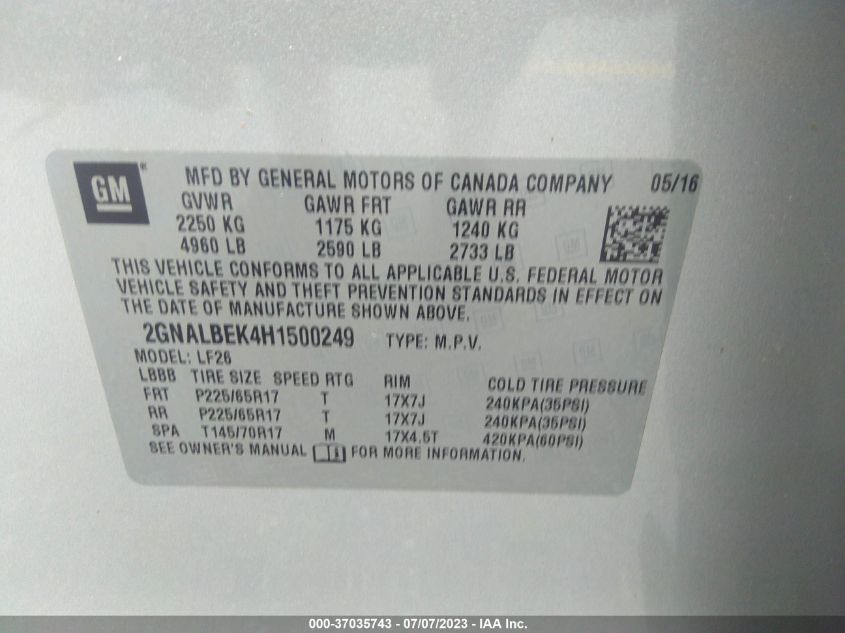 GM ® MFD BY GENERAL MOTORS OF CANADA COMPANY 05/16
GVWR GAWR FRT GAWR RR
2250 KG 1175 KG 1240 KG
4960 LB 2590 LB 2733 LB
THIS VEHICLE CONFORMS TO ALL APPLICABLE U.S. FEDERAL MOTOR
VEHICLE SAFETY AND THEFT PREVENTION STANDARDS IN EFFECT ON
THE DATE OF MANUFACTURE SHOWN ABOVE.
2GNALBEK4H1500249 TYPE: M.P.V.
MODEL: LF26
LBBB TIRE SIZE SPEED RTG RIM COLD TIRE PRESSURE
FRT P225/65R17 T 17X7J 240KPA(35PSI)
RR P225/65R17 T 17X7J 240KPA(35PSI)
SPA T145/70R17 M 17X4.5T 420KPA(60PSI)
SEE OWNER'S MANUAL FOR MORE INFORMATION.
000-37035743 - 07/07/2023 - IAA Inc.